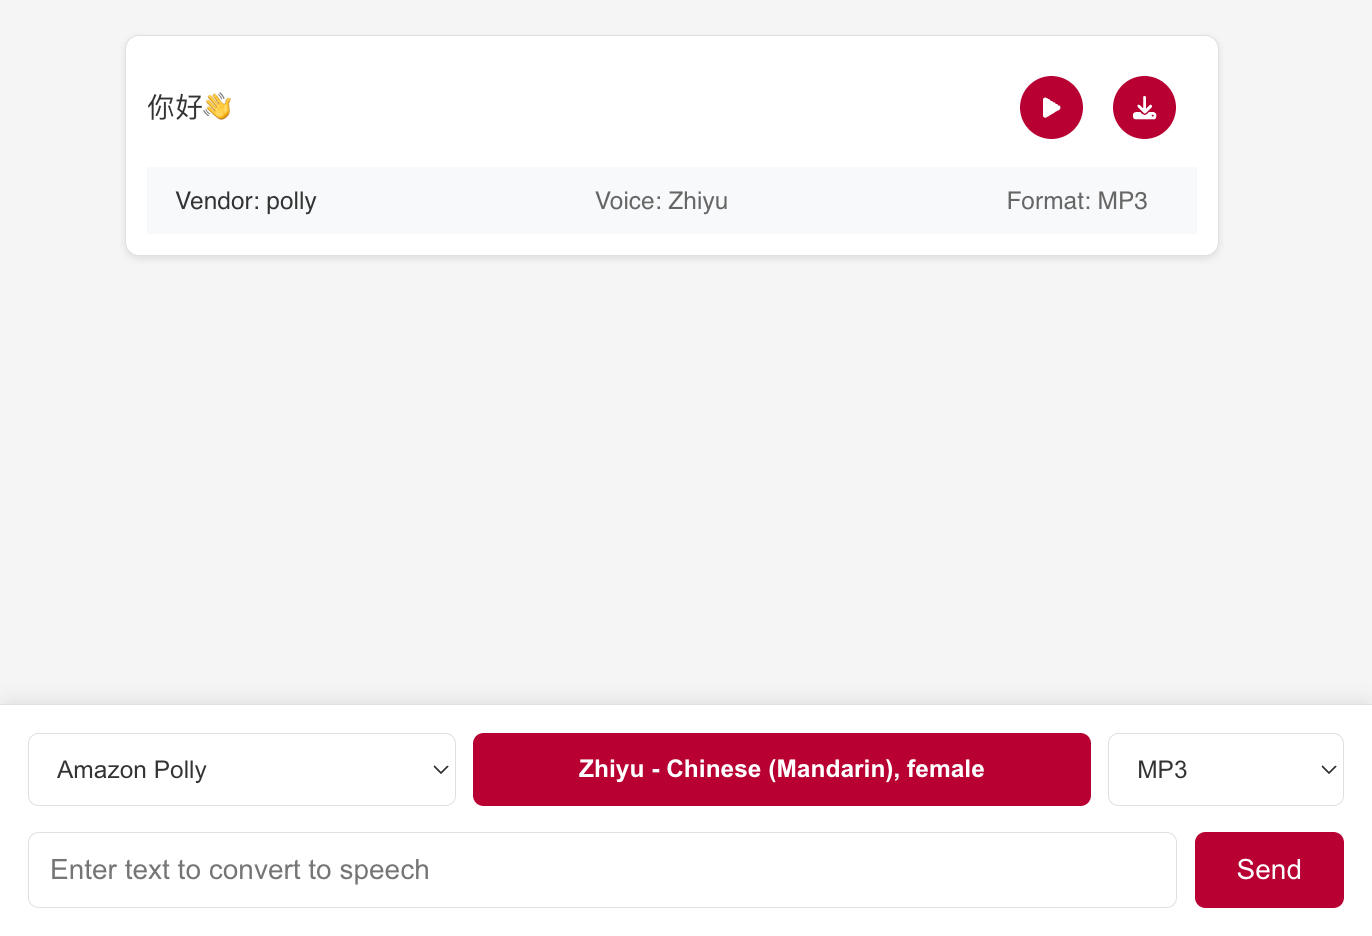 你好👋
Vendor: polly Voice: Zhiyu Format: MP3
Amazon Polly Zhiyu - Chinese (Mandarin), female MP3
Enter text to convert to speech Send